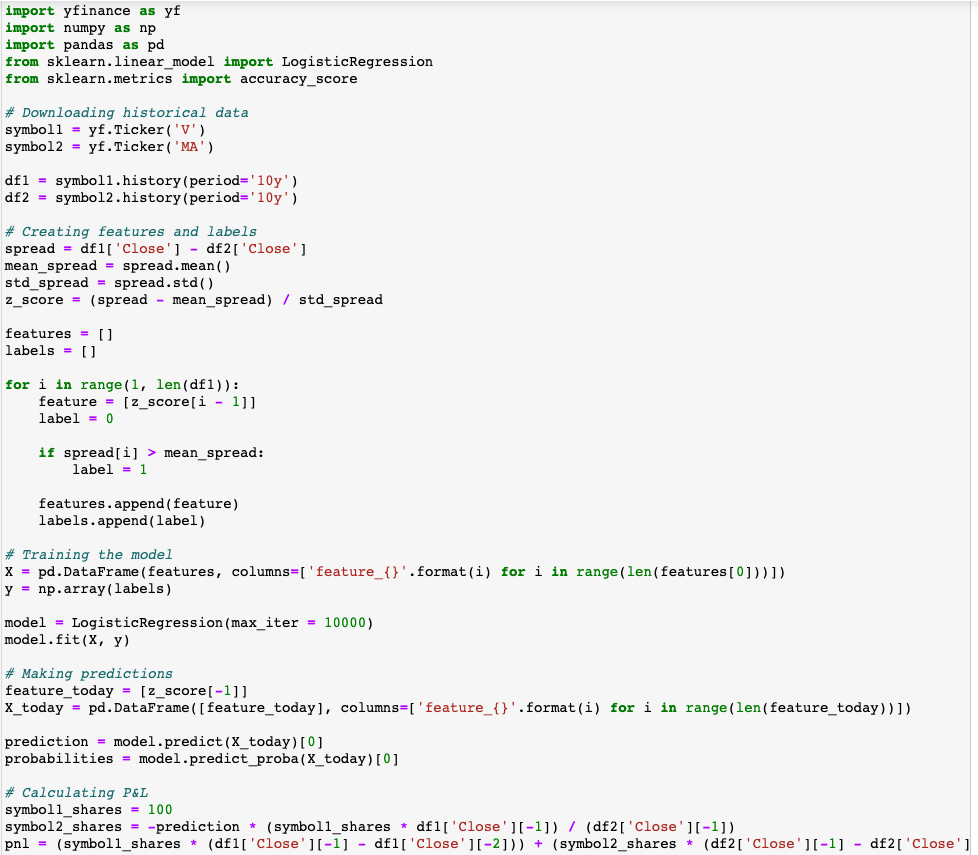 import yfinance as yf
import numpy as np
import pandas as pd
from sklearn.linear_model import LogisticRegression
from sklearn.metrics import accuracy_score
# Downloading historical data
symbol1 = yf.Ticker('V')
symbol2 = yf.Ticker('MA')
df1 = symbol1.history(period='10y')
df2 = symbol2.history(period='10y')
# Creating features and labels
spread = df1['Close'] - df2['Close']
mean_spread = spread.mean()
std_spread = spread.std()
z_score = (spread - mean_spread) / std_spread
features = []
labels = []
for i in range(1, len(df1)):
    feature = [z_score[i - 1]]
    label = 0
    if spread[i] > mean_spread:
        label = 1
    features.append(feature)
    labels.append(label)
# Training the model
X = pd.DataFrame(features, columns=['feature_{}'.format(i) for i in range(len(features[0]))])
y = np.array(labels)
model = LogisticRegression(max_iter = 10000)
model.fit(X, y)
# Making predictions
feature_today = [z_score[-1]]
X_today = pd.DataFrame([feature_today], columns=['feature_{}'.format(i) for i in range(len(feature_today))])
prediction = model.predict(X_today)[0]
probabilities = model.predict_proba(X_today)[0]
# Calculating P&L
symbol1_shares = 100
symbol2_shares = -prediction * (symbol1_shares * df1['Close'][-1]) / (df2['Close'][-1])
pnl = (symbol1_shares * (df1['Close'][-1] - df1['Close'][-2])) + (symbol2_shares * (df2['Close'][-1] - df2['Close']